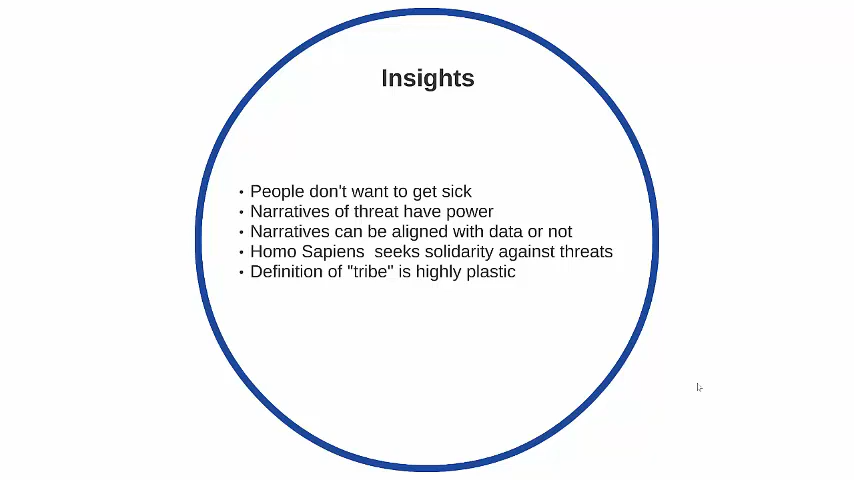 Insights
• People don't want to get sick
• Narratives of threat have power
• Narratives can be aligned with data or not
• Homo Sapiens  seeks solidarity against threats
• Definition of "tribe" is highly plastic